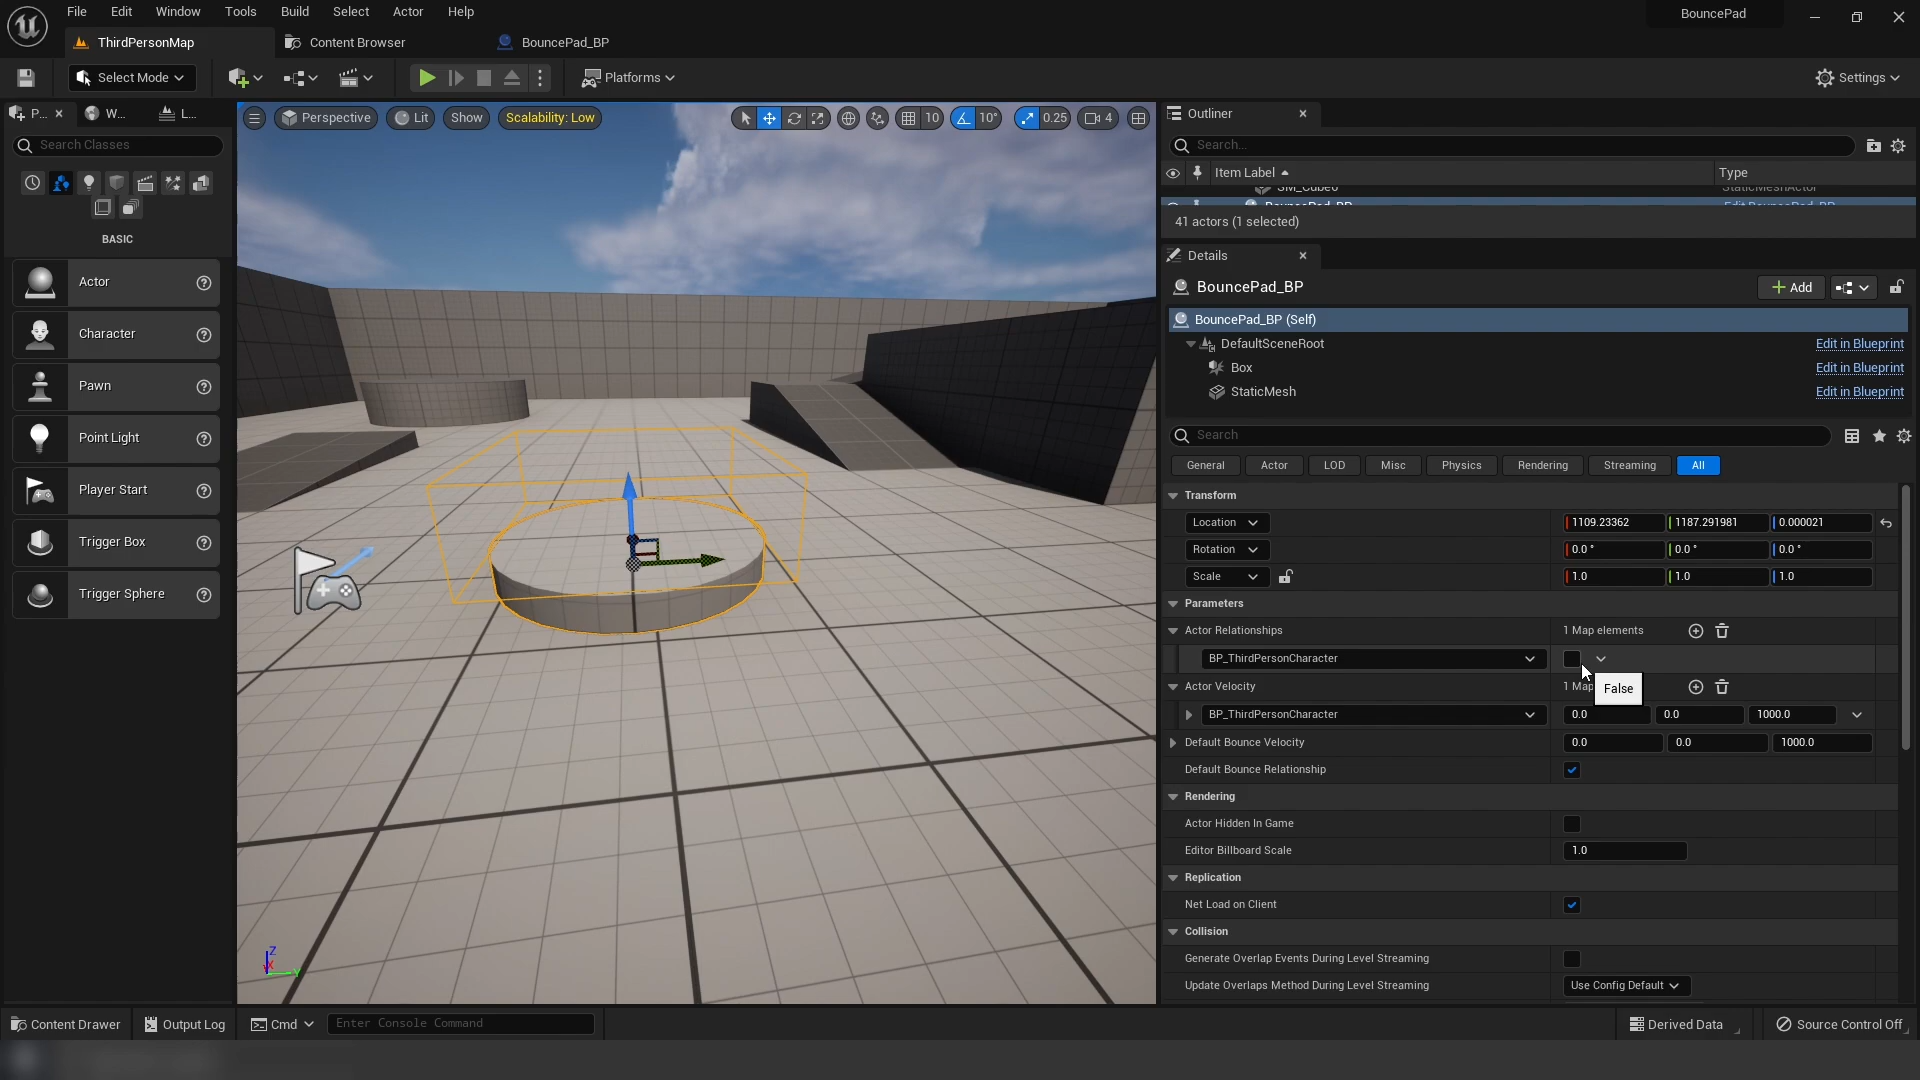 File Edit Window Tools Build Select Actor Help
BouncePad
ThirdPersonMap
Content Browser
BouncePad_BP
Select Mode
Platforms
Settings
P...
W...
L...
Search Classes
BASIC
Actor
Character
Pawn
Point Light
Player Start
Trigger Box
Trigger Sphere
Perspective
Lit
Show
Scalability: Low
10
10°
0.25
4
Z
X
Y
Outliner
Search...
Item Label
Type
SM_Cube6
StaticMeshActor
BouncePad_BP
Edit BouncePad_BP
41 actors (1 selected)
Details
BouncePad_BP
Add
BouncePad_BP (Self)
DefaultSceneRoot
Edit in Blueprint
Box
Edit in Blueprint
StaticMesh
Edit in Blueprint
Search
General Actor LOD Misc Physics Rendering Streaming All
Transform
Location 1109.23362 1187.291981 0.000021
Rotation 0.0 ° 0.0 ° 0.0 °
Scale 1.0 1.0 1.0
Parameters
Actor Relationships 1 Map elements
BP_ThirdPersonCharacter
Actor Velocity 1 Map
False
BP_ThirdPersonCharacter 0.0 0.0 1000.0
Default Bounce Velocity 0.0 0.0 1000.0
Default Bounce Relationship
Rendering
Actor Hidden In Game
Editor Billboard Scale 1.0
Replication
Net Load on Client
Collision
Generate Overlap Events During Level Streaming
Update Overlaps Method During Level Streaming Use Config Default
Content Drawer
Output Log
Cmd
Enter Console Command
Derived Data
Source Control Off